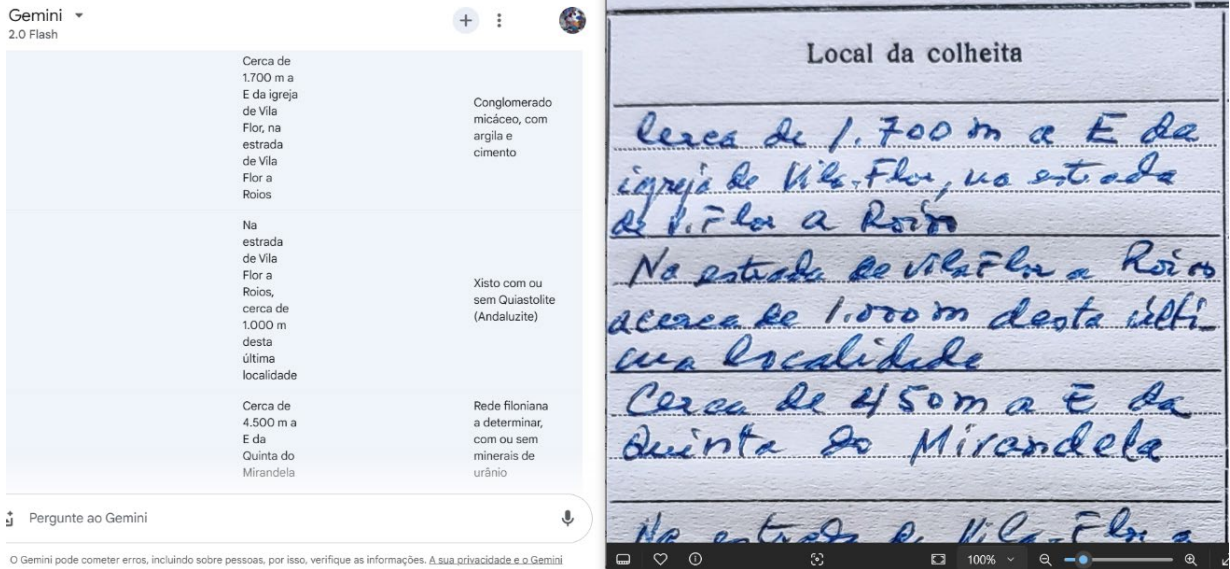 Gemini
2.0 Flash
Cerca de
1.700 m a
E da igreja
de Vila
Flor, na
estrada
de Vila
Flor a
Roios
Conglomerado
micáceo, com
argila e
cimento
Na
estrada
de Vila
Flor a
Roios,
cerca de
1.000 m
desta
última
localidade
Xisto com ou
sem Quiastolite
(Andaluzite)
Cerca de
4.500 m a
E da
Quinta do
Mirandela
Rede filoniana
a determinar,
com ou sem
minerais de
urânio
Pergunte ao Gemini
O Gemini pode cometer erros, incluindo sobre pessoas, por isso, verifique as informações. A sua privacidade e o Gemini
Local da colheita
Cerca de 1.700 m a E da
igreja de Vila-Flor, na estrada
de V. Flor a Roios
Na estrada de Vila Flor a Roios
acerca de 1.000 m desta últi-
ma localidade
Cerca de 450 m a E da
Quinta do Mirandela
Na estrada de Vila-Flor a
100%